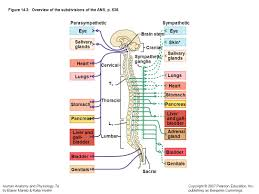 Figure 14.3 Overview of the subdivisions of the ANS, p. 536.
Parasympathetic
Sympathetic
Eye
Brain stem
Eye
Salivary
glands
Cranial
Skin*
Salivary
glands
Heart
Cervical
Lungs
Lungs
T₁
Heart
Stomach
Thoracic
Stomach
Pancreas
Pancreas
Liver
and gall-
bladder
L₁
Liver
and gall-
bladder
Adrenal
gland
Lumbar
Bladder
Bladder
Genitals
Sacral
Genitals
Human Anatomy and Physiology, 7e
by Elaine Marieb & Katja Hoehn
Copyright © 2007 Pearson Education, Inc.,
publishing as Benjamin Cummings.